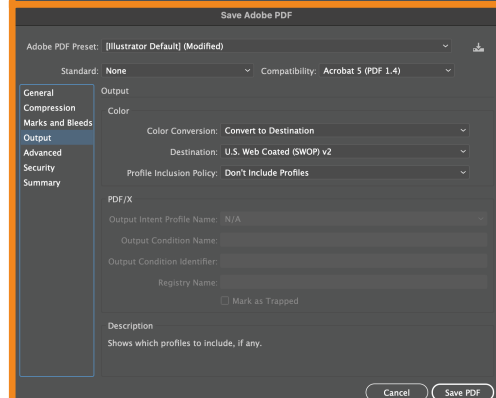 Save Adobe PDF
Adobe PDF Preset: [Illustrator Default] (Modified)
Standard: None Compatibility: Acrobat 5 (PDF 1.4)
General
Compression
Marks and Bleeds
Output
Advanced
Security
Summary
Output
Color
Color Conversion: Convert to Destination
Destination: U.S. Web Coated (SWOP) v2
Profile Inclusion Policy: Don't Include Profiles
PDF/X
Output Intent Profile Name: N/A
Output Condition Name:
Output Condition Identifier:
Registry Name:
Mark as Trapped
Description
Shows which profiles to include, if any.
Cancel Save PDF